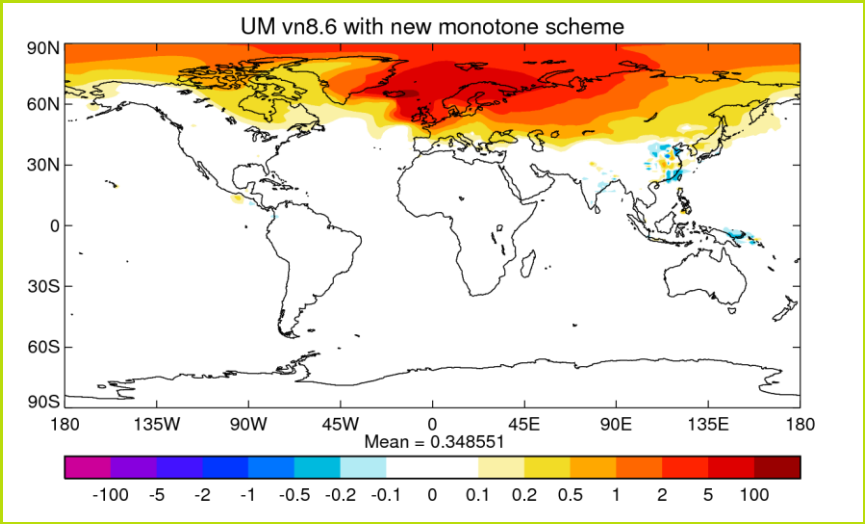 UM vn8.6 with new monotone scheme
90N
60N
30N
0
30S
60S
90S
180 135W 90W 45W 0 45E 90E 135E 180
Mean = 0.348551
-100 -5 -2 -1 -0.5 -0.2 -0.1 0 0.1 0.2 0.5 1 2 5 100